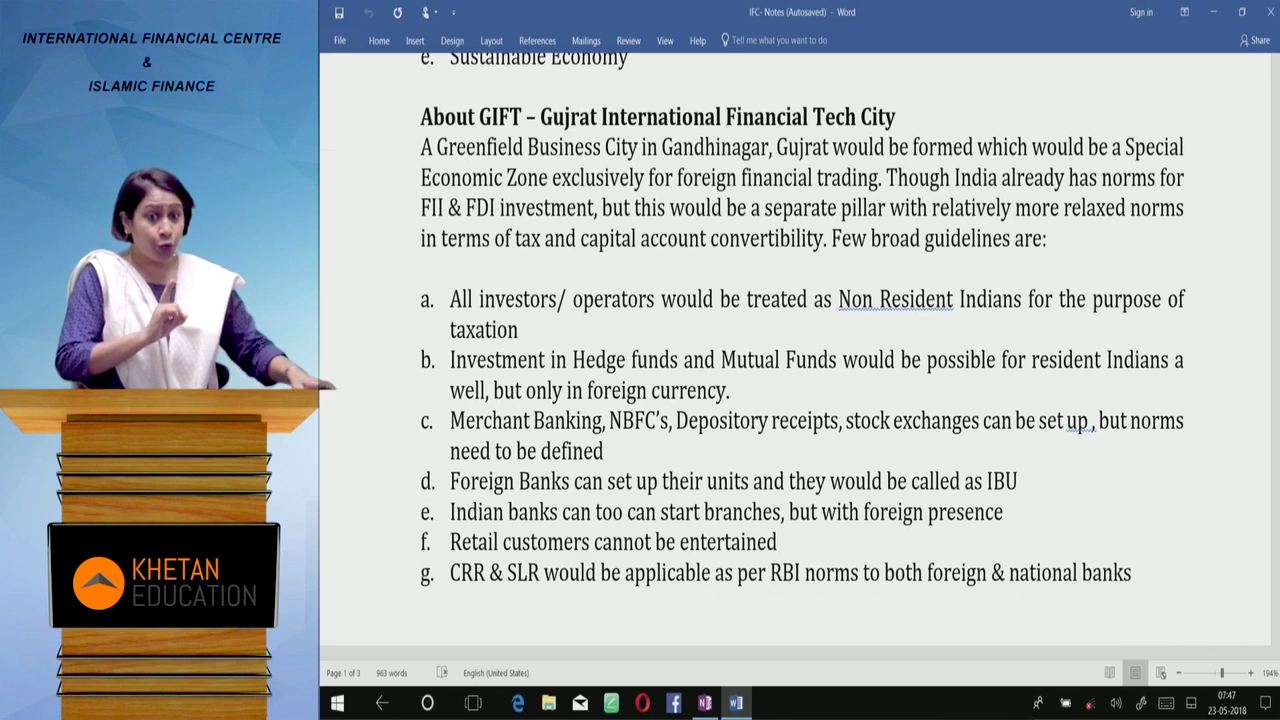 INTERNATIONAL FINANCIAL CENTRE
&
ISLAMIC FINANCE
KHETAN
EDUCATION
IFC- Notes (Autosaved) - Word
Sign in
File Home Insert Design Layout References Mailings Review View Help Tell me what you want to do
Share
e. Sustainable Economy
About GIFT – Gujrat International Financial Tech City
A Greenfield Business City in Gandhinagar, Gujrat would be formed which would be a Special
Economic Zone exclusively for foreign financial trading. Though India already has norms for
FII & FDI investment, but this would be a separate pillar with relatively more relaxed norms
in terms of tax and capital account convertibility. Few broad guidelines are:
a. All investors/ operators would be treated as Non Resident Indians for the purpose of
taxation
b. Investment in Hedge funds and Mutual Funds would be possible for resident Indians a
well, but only in foreign currency.
c. Merchant Banking, NBFC's, Depository receipts, stock exchanges can be set up , but norms
need to be defined
d. Foreign Banks can set up their units and they would be called as IBU
e. Indian banks can too can start branches, but with foreign presence
f. Retail customers cannot be entertained
g. CRR & SLR would be applicable as per RBI norms to both foreign & national banks
Page 1 of 3 963 words English (United States)
194%
07:47
23-05-2018